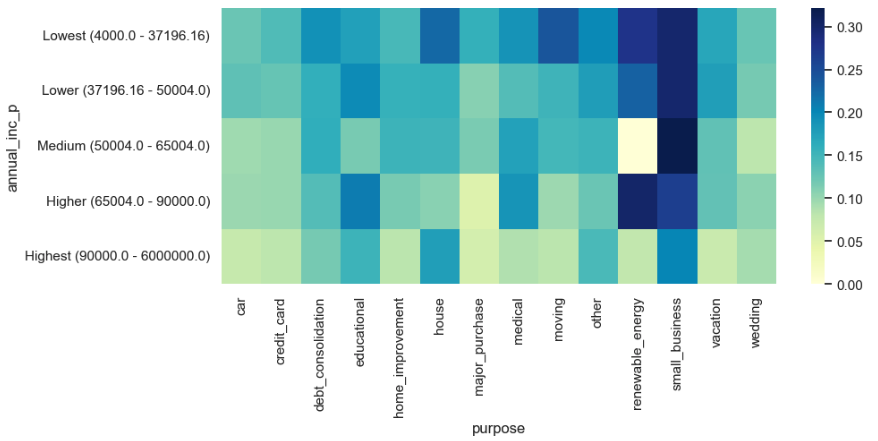 annual_inc_p
Lowest (4000.0 - 37196.16)
Lower (37196.16 - 50004.0)
Medium (50004.0 - 65004.0)
Higher (65004.0 - 90000.0)
Highest (90000.0 - 6000000.0)
car
credit_card
debt_consolidation
educational
home_improvement
house
major_purchase
medical
moving
other
renewable_energy
small_business
vacation
wedding
purpose
0.30
0.25
0.20
0.15
0.10
0.05
0.00